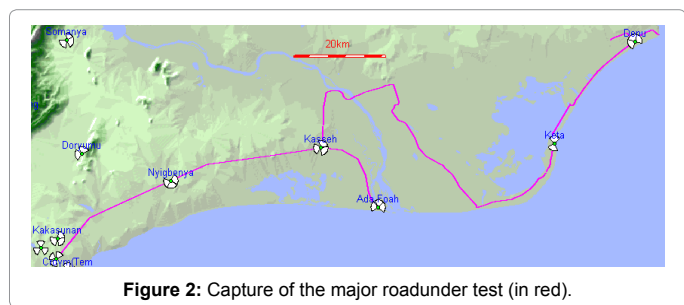 Somanya
20km
Denu
Doryumu
Kasseh
Keta
Nyigbenya
Ada Foah
Kakasunan
Figure 2: Capture of the major roadunder test (in red).